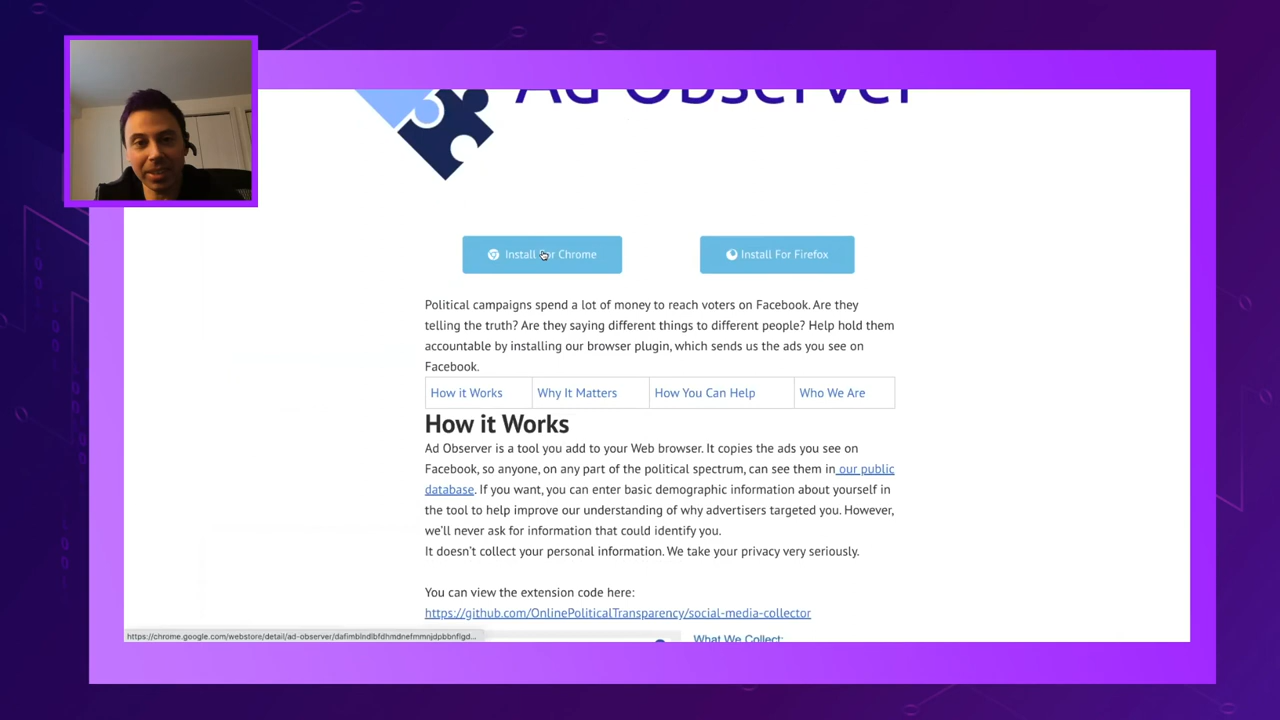 Ad Observer
Install For Chrome
Install For Firefox
Political campaigns spend a lot of money to reach voters on Facebook. Are they
telling the truth? Are they saying different things to different people? Help hold them
accountable by installing our browser plugin, which sends us the ads you see on
Facebook.
How it Works
Why It Matters
How You Can Help
Who We Are
How it Works
Ad Observer is a tool you add to your Web browser. It copies the ads you see on
Facebook, so anyone, on any part of the political spectrum, can see them in our public
database. If you want, you can enter basic demographic information about yourself in
the tool to help improve our understanding of why advertisers targeted you. However,
we'll never ask for information that could identify you.
It doesn't collect your personal information. We take your privacy very seriously.
You can view the extension code here:
https://github.com/OnlinePoliticalTransparency/social-media-collector
What We Collect: